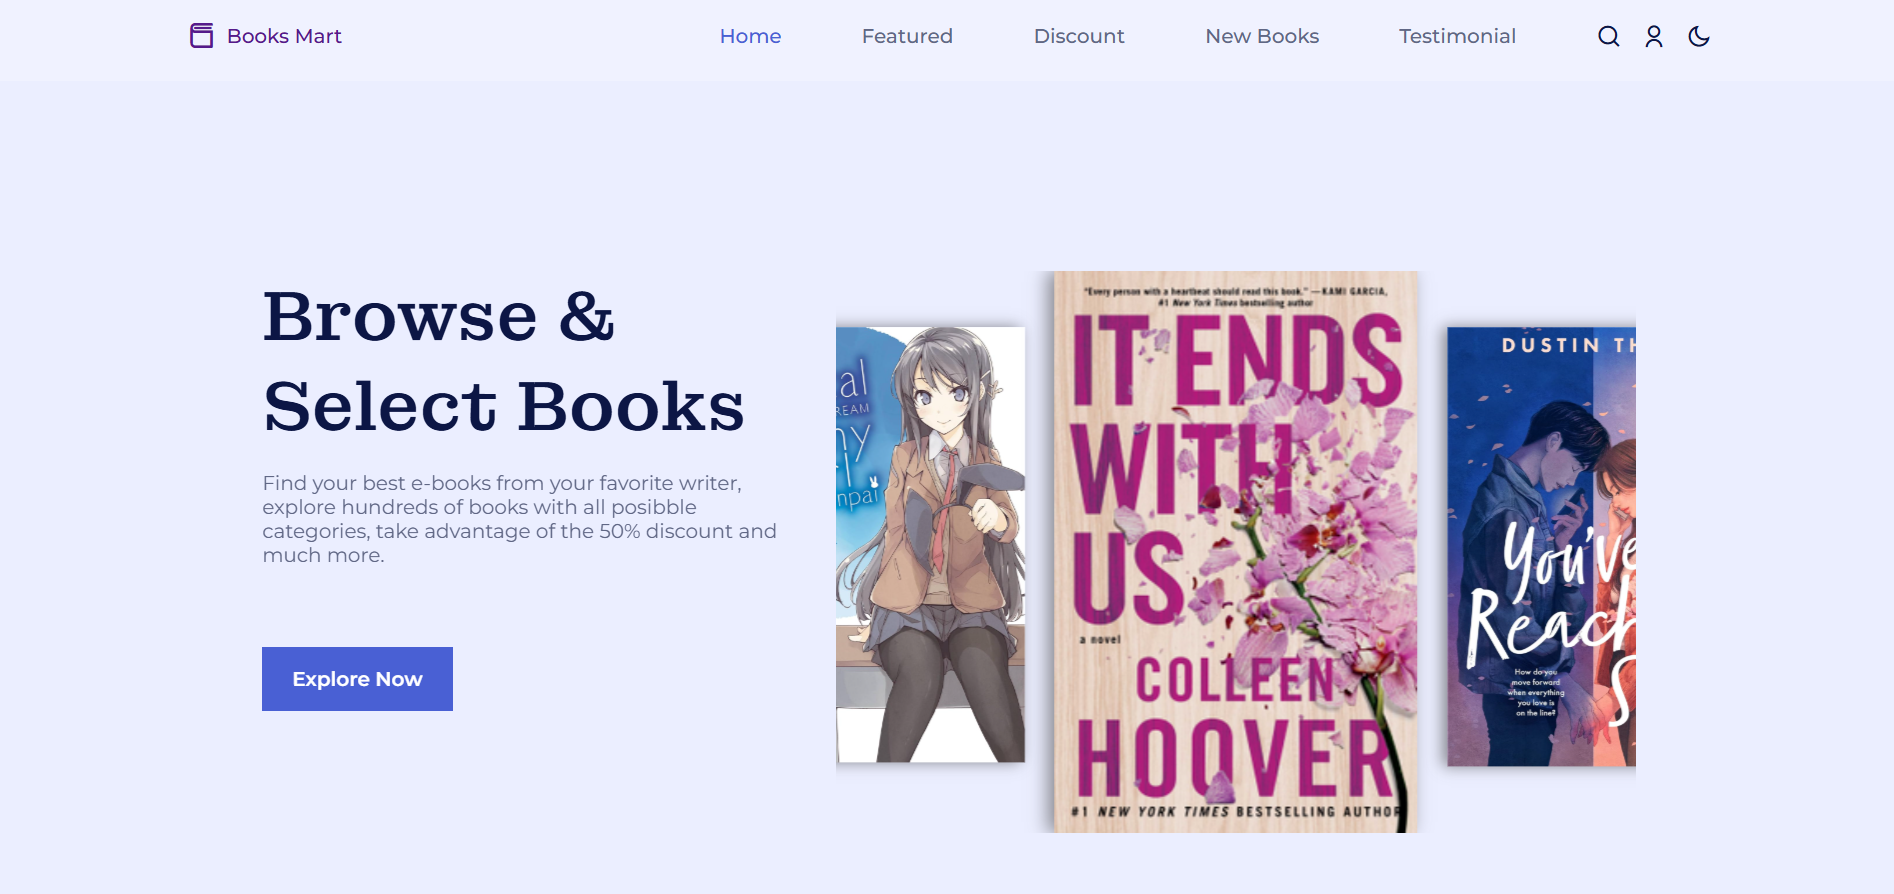 Books Mart
Home
Featured
Discount
New Books
Testimonial
Browse &
Select Books
Find your best e-books from your favorite writer,
explore hundreds of books with all posibble
categories, take advantage of the 50% discount and
much more.
Explore Now
al
REAM
ny
npai
"Every person with a heartbeat should read this book." —KAMI GARCIA,
#1 New York Times bestselling author
IT ENDS
WITH
US
a novel
COLLEEN
HOOVER
#1 NEW YORK TIMES BESTSELLING AUTHOR
DUSTIN TH
You've
Reach
S
How do you
move forward
when everything
you love is
on the line?